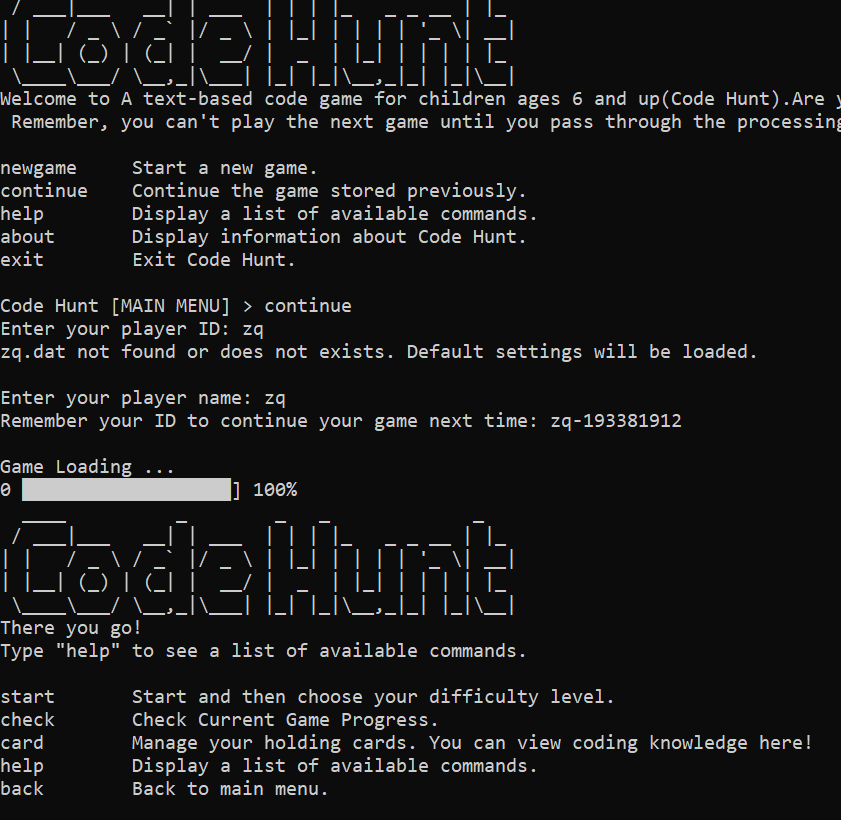 Code Hunt
Welcome to A text-based code game for children ages 6 and up(Code Hunt).Are
Remember, you can't play the next game until you pass through the processing
newgame Start a new game.
continue Continue the game stored previously.
help Display a list of available commands.
about Display information about Code Hunt.
exit Exit Code Hunt.
Code Hunt [MAIN MENU] > continue
Enter your player ID: zq
zq.dat not found or does not exists. Default settings will be loaded.
Enter your player name: zq
Remember your ID to continue your game next time: zq-193381912
Game Loading ...
0 ] 100%
Code Hunt
There you go!
Type "help" to see a list of available commands.
start Start and then choose your difficulty level.
check Check Current Game Progress.
card Manage your holding cards. You can view coding knowledge here!
help Display a list of available commands.
back Back to main menu.